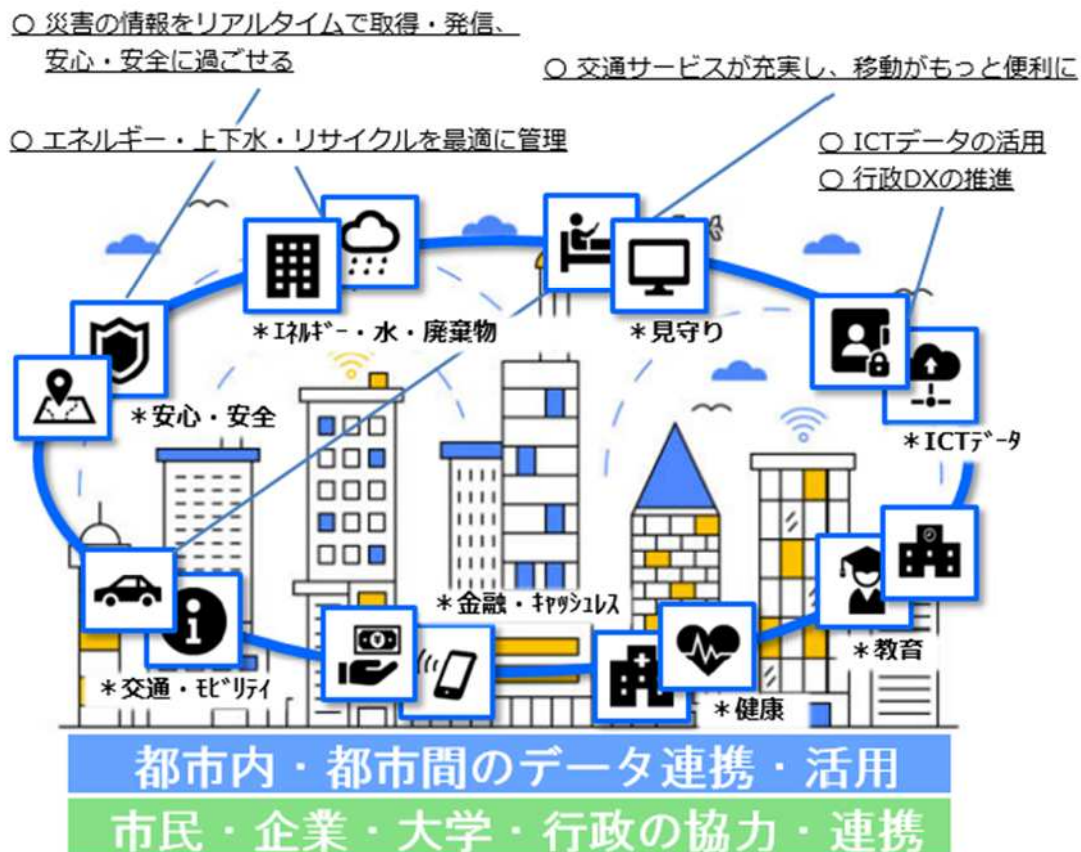 ○ 災害の情報をリアルタイムで取得・発信、
安心・安全に過ごせる
○ 交通サービスが充実し、移動がもっと便利に
○ エネルギー・上下水・リサイクルを最適に管理
○ ICTデータの活用
○ 行政DXの推進
＊ｴﾈﾙｷﾞｰ・水・廃棄物
＊見守り
＊安心・安全
＊ICTﾃﾞｰﾀ
＊金融・ｷｬｯｼｭﾚｽ
＊教育
＊交通・ﾓﾋﾞﾘﾃｨ
＊健康
都市内・都市間のデータ連携・活用
市民・企業・大学・行政の協力・連携